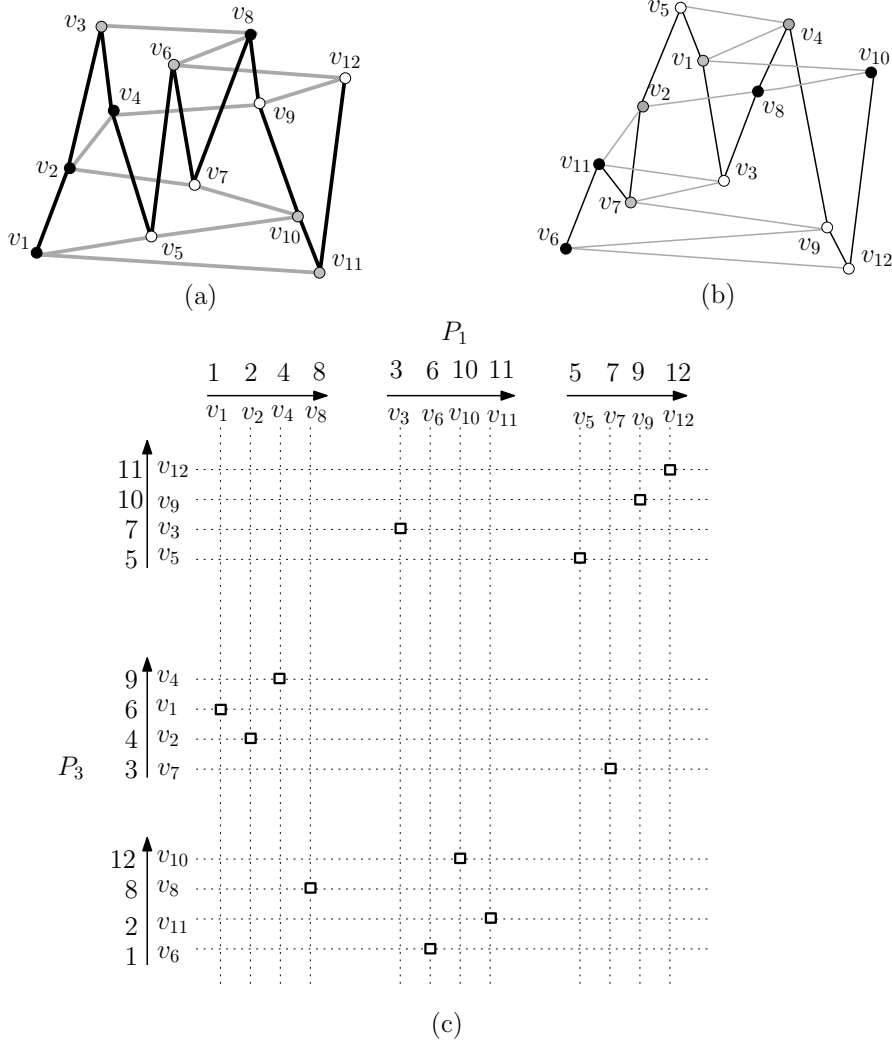 v3 v8 v6 v12
v4 v9
v2 v7
v1 v5 v10 v11
(a)
v5 v4
v1 v10
v2 v8
v11 v3
v7
v6 v9 v12
(b)
P1
1 2 4 8 3 6 10 11 5 7 9 12
v1 v2 v4 v8 v3 v6 v10 v11 v5 v7 v9 v12
11 v12
10 v9
7 v3
5 v5
9 v4
6 v1
4 v2
P3 3 v7
12 v10
8 v8
2 v11
1 v6
(c)